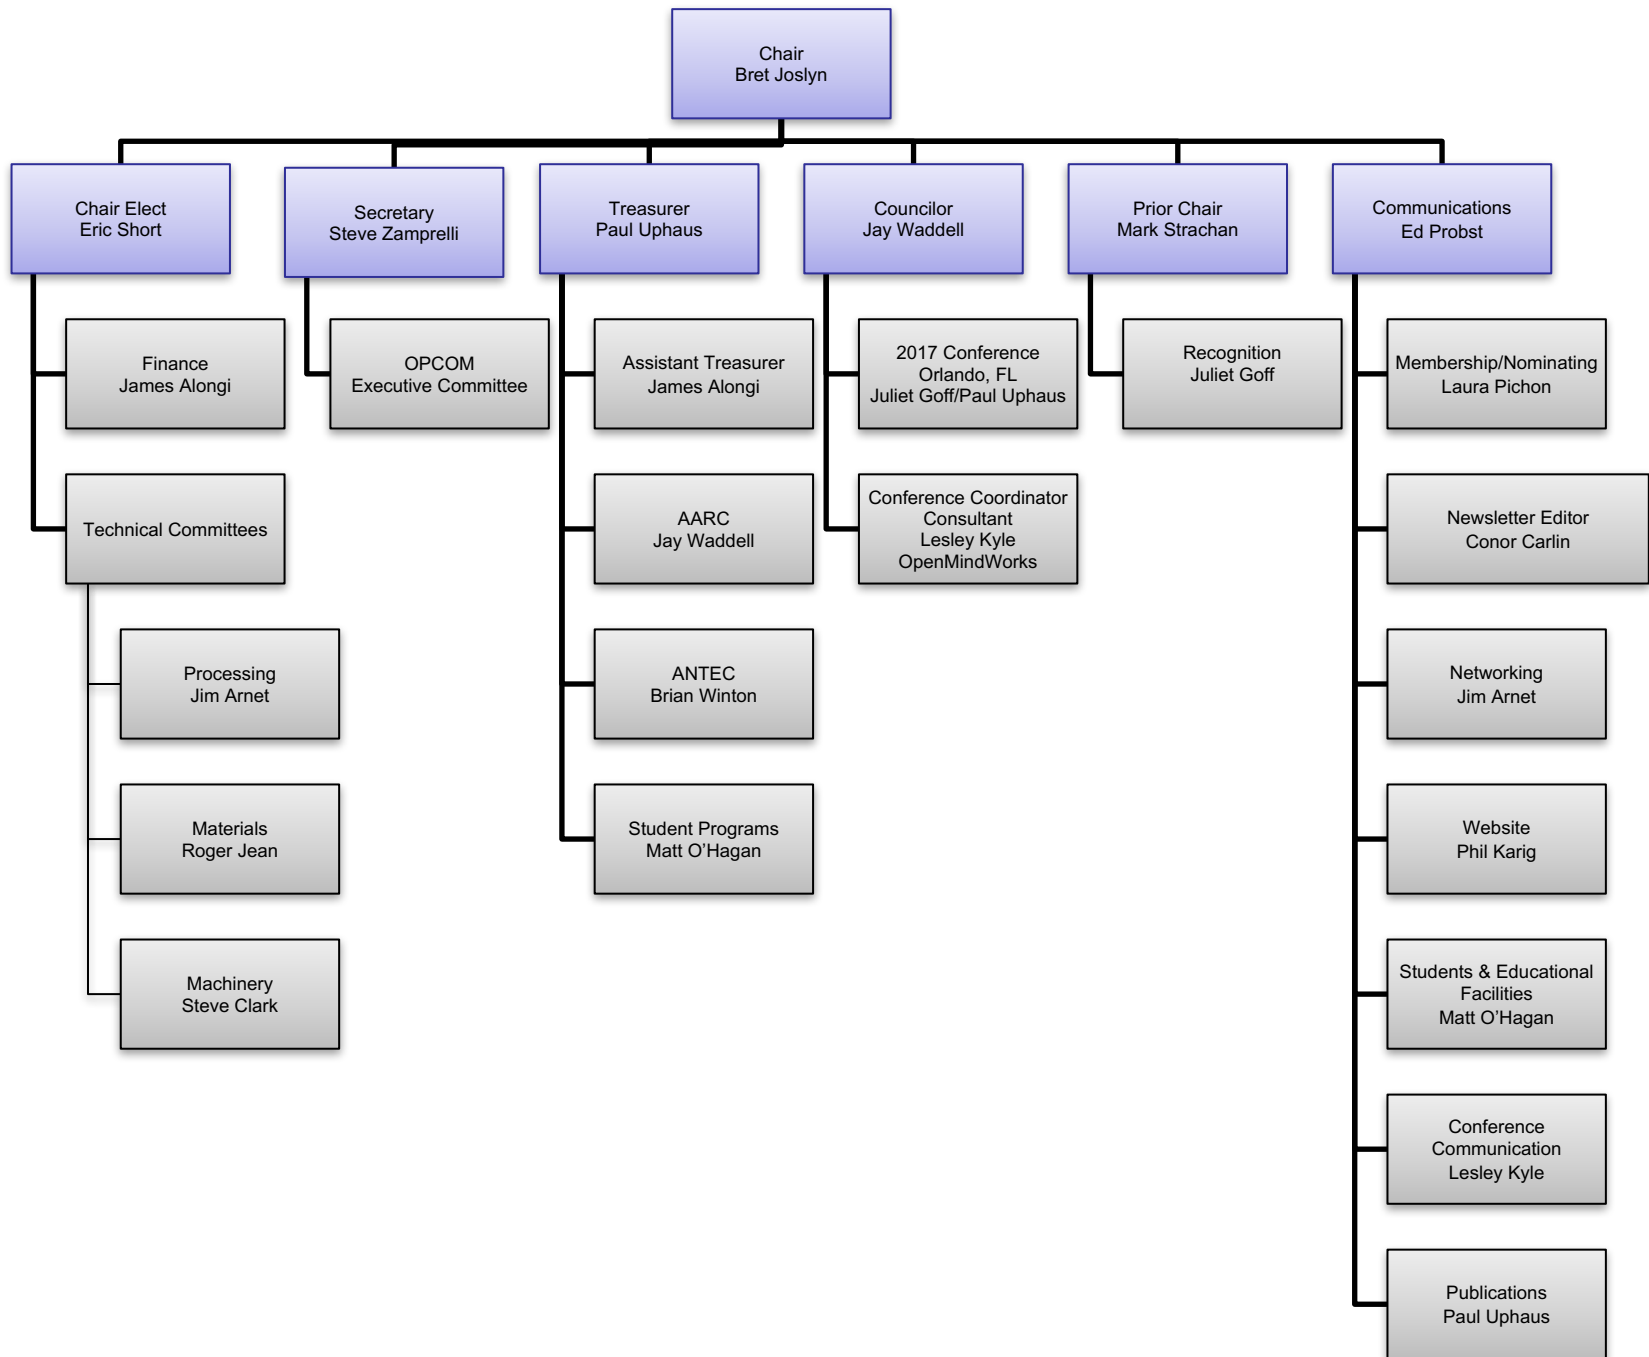 Chair
Bret Joslyn
Chair Elect
Eric Short
Secretary
Steve Zamprelli
Treasurer
Paul Uphaus
Councilor
Jay Waddell
Prior Chair
Mark Strachan
Communications
Ed Probst
Finance
James Alongi
OPCOM
Executive Committee
Assistant Treasurer
James Alongi
2017 Conference
Orlando, FL
Juliet Goff/Paul Uphaus
Recognition
Juliet Goff
Membership/Nominating
Laura Pichon
Technical Committees
AARC
Jay Waddell
Conference Coordinator
Consultant
Lesley Kyle
OpenMindWorks
Newsletter Editor
Conor Carlin
Processing
Jim Arnet
ANTEC
Brian Winton
Networking
Jim Arnet
Materials
Roger Jean
Student Programs
Matt O’Hagan
Website
Phil Karig
Machinery
Steve Clark
Students & Educational
Facilities
Matt O’Hagan
Conference
Communication
Lesley Kyle
Publications
Paul Uphaus